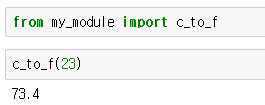 from my_module import c_to_f
c_to_f(23)
73.4